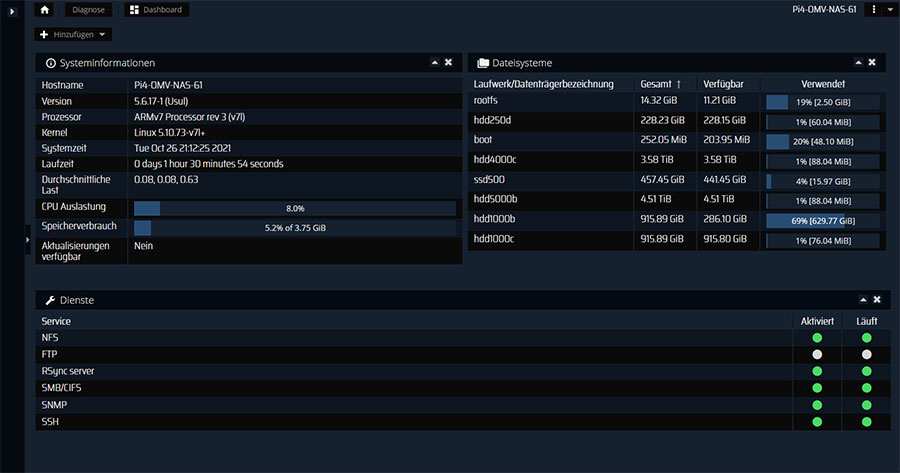 Diagnose Dashboard Pi4-OMV-NAS-61
Hinzufügen
Systeminformationen
Hostname Pi4-OMV-NAS-61
Version 5.6.17-1 (Usul)
Prozessor ARMv7 Processor rev 3 (v7l)
Kernel Linux 5.10.73-v7l+
Systemzeit Tue Oct 26 21:12:25 2021
Laufzeit 0 days 1 hour 30 minutes 54 seconds
Durchschnittliche 0.08, 0.08, 0.63
Last
CPU Auslastung 8.0%
Speicherverbrauch 5.2% of 3.75 GiB
Aktualisierungen Nein
verfügbar
Dateisysteme
Laufwerk/Datenträgerbezeichnung Gesamt ↑ Verfügbar Verwendet
rootfs 14.32 GiB 11.21 GiB 19% [2.50 GiB]
hdd250d 228.23 GiB 228.15 GiB 1% [60.04 MiB]
boot 252.05 MiB 203.95 MiB 20% [48.10 MiB]
hdd4000c 3.58 TiB 3.58 TiB 1% [88.04 MiB]
ssd500 457.45 GiB 441.45 GiB 4% [15.97 GiB]
hdd5000b 4.51 TiB 4.51 TiB 1% [88.04 MiB]
hdd1000b 915.89 GiB 286.10 GiB 69% [629.77 GiB]
hdd1000c 915.89 GiB 915.80 GiB 1% [76.04 MiB]
Dienste
Service Aktiviert Läuft
NFS
FTP
RSync server
SMB/CIFS
SNMP
SSH